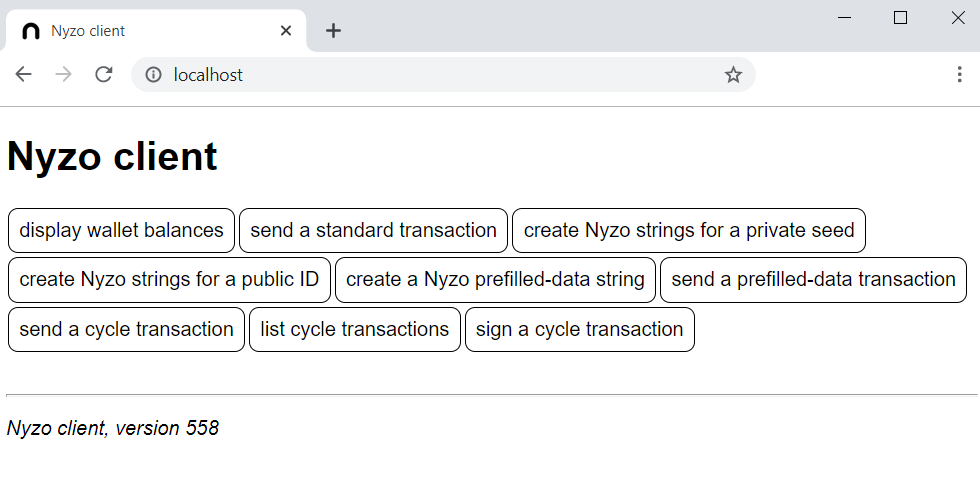 Nyzo client
localhost
Nyzo client
display wallet balances send a standard transaction create Nyzo strings for a private seed
create Nyzo strings for a public ID create a Nyzo prefilled-data string send a prefilled-data transaction
send a cycle transaction list cycle transactions sign a cycle transaction
Nyzo client, version 558